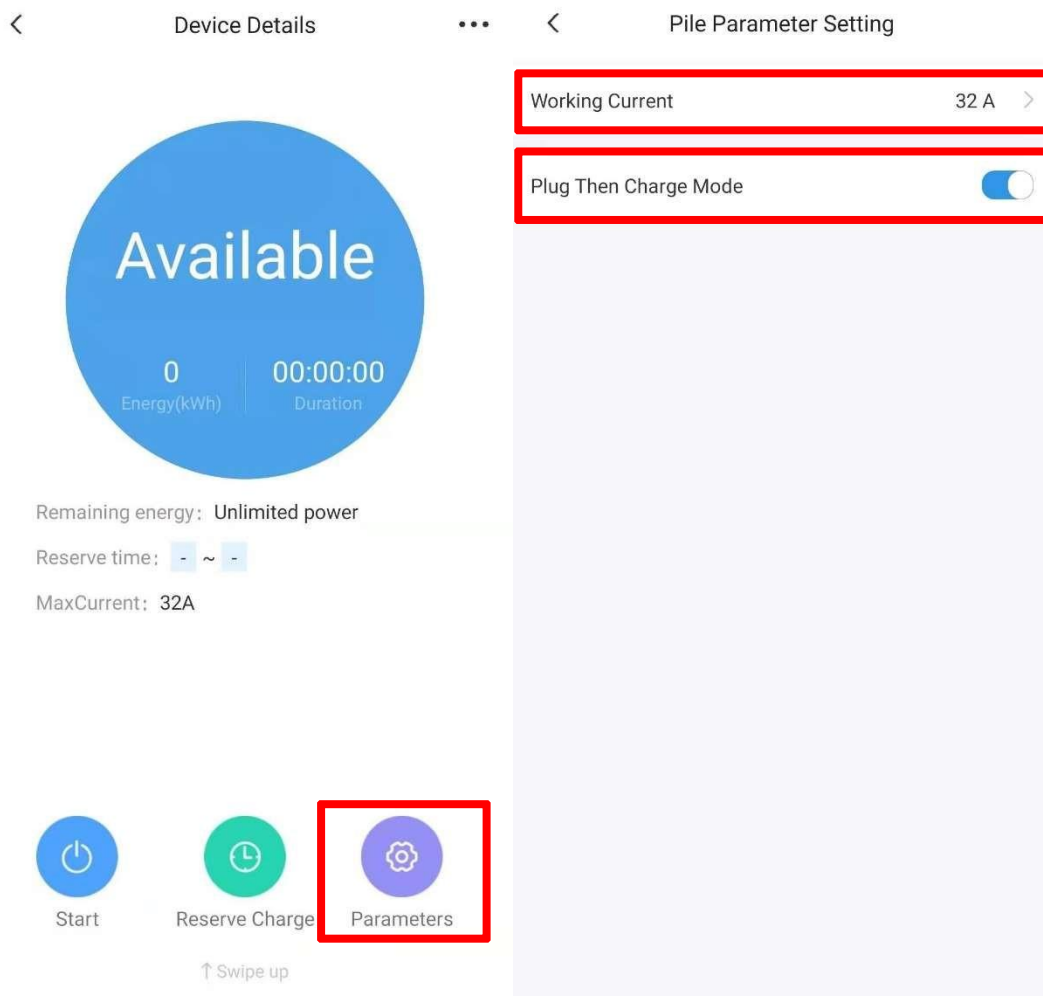 Device Details
Available
0 00:00:00
Energy(kWh) Duration
Remaining energy: Unlimited power
Reserve time: - ~ -
MaxCurrent: 32A
Start Reserve Charge Parameters
↑ Swipe up
Pile Parameter Setting
Working Current 32 A
Plug Then Charge Mode